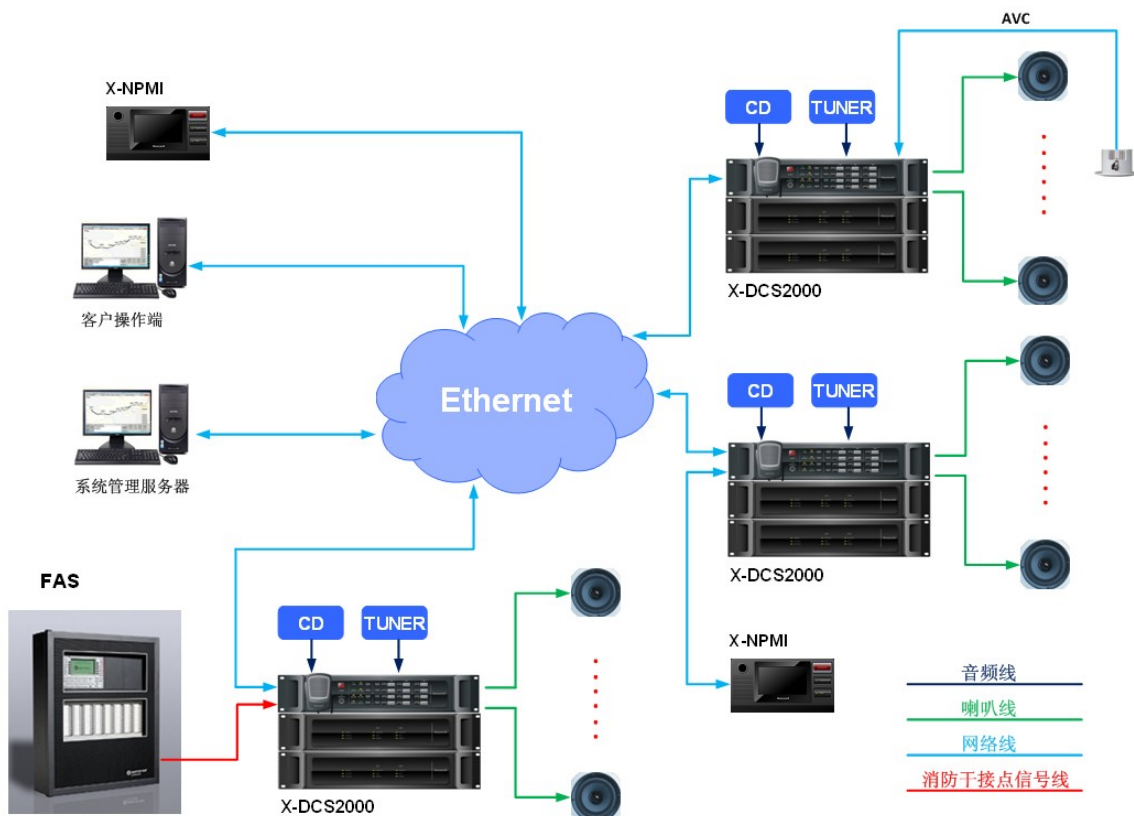 AVC
X-NPMI
CD
TUNER
X-DCS2000
客户操作端
Ethernet
CD
TUNER
系统管理服务器
X-DCS2000
FAS
CD
TUNER
X-NPMI
音频线
喇叭线
网络线
消防干接点信号线
X-DCS2000